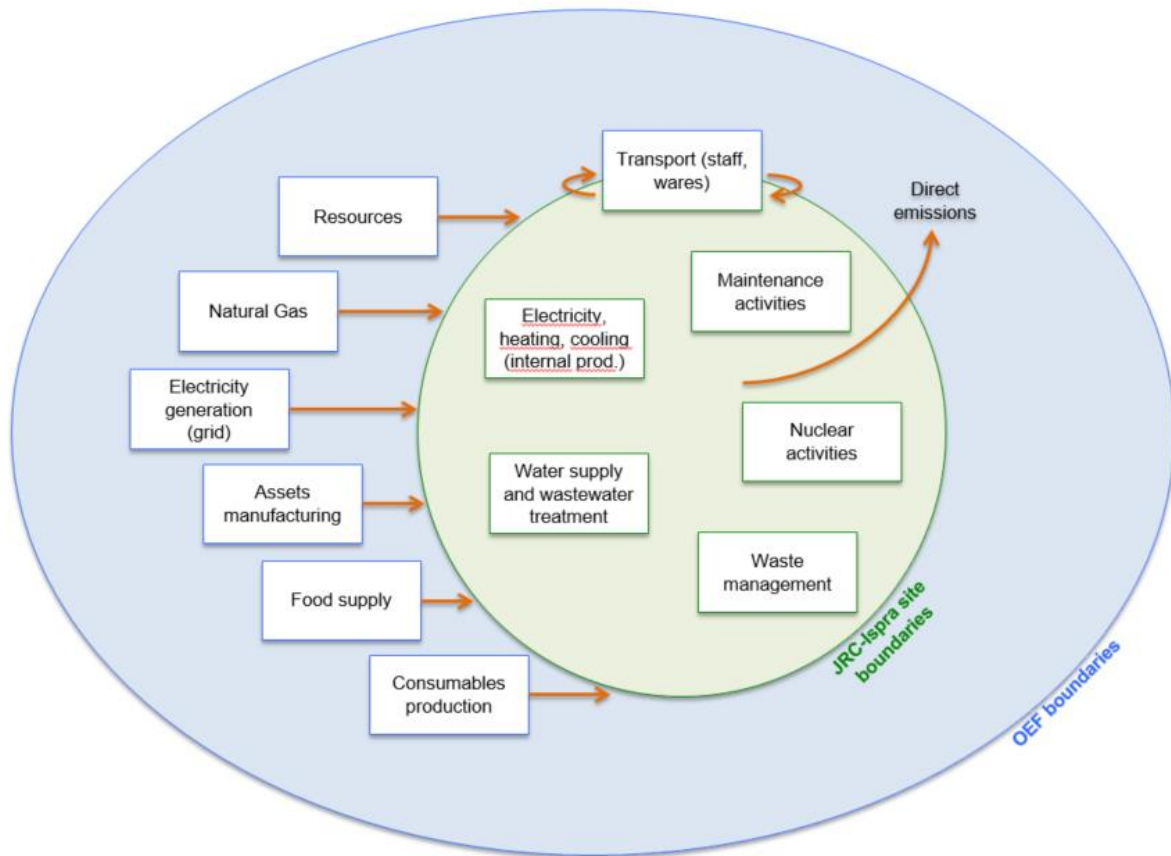 Transport (staff,
wares)
Direct
emissions
Resources
Maintenance
activities
Natural Gas
Electricity,
heating, cooling
(internal prod.)
Electricity
generation
(grid)
Nuclear
activities
Water supply
and wastewater
treatment
Assets
manufacturing
Waste
management
Food supply
JRC-Ispra site
boundaries
Consumables
production
OEF boundaries